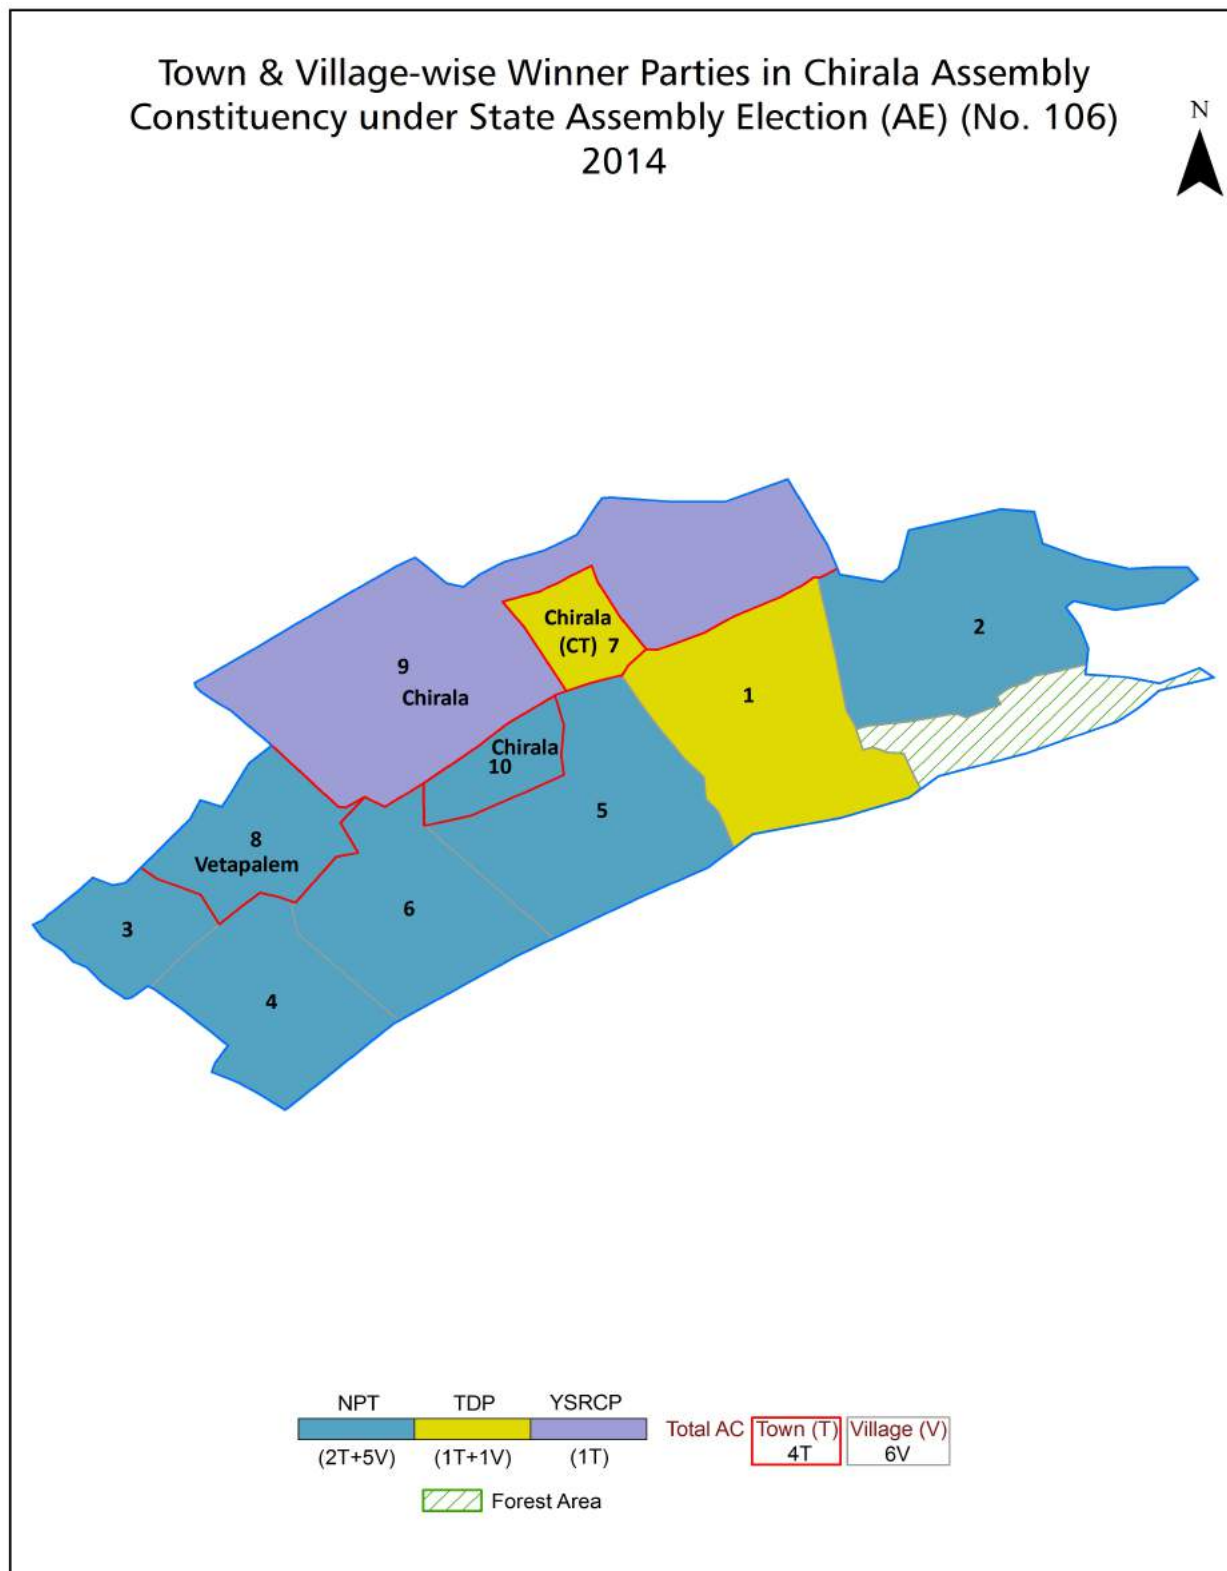 Town & Village-wise Winner Parties in Chirala Assembly
Constituency under State Assembly Election (AE) (No. 106)
2014
N
Chirala
(CT) 7
2
9
Chirala
1
Chirala
10
5
8
Vetapalem
6
3
4
NPT TDP YSRCP
Total AC Town (T) Village (V)
4T 6V
(2T+5V) (1T+1V) (1T)
Forest Area